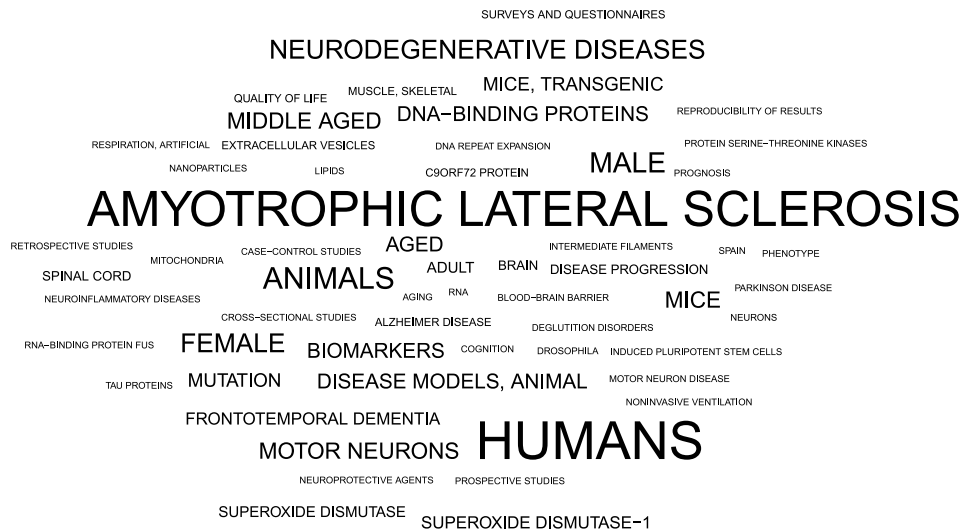 SURVEYS AND QUESTIONNAIRES
NEURODEGENERATIVE DISEASES
MICE, TRANSGENIC
MUSCLE, SKELETAL
QUALITY OF LIFE
DNA−BINDING PROTEINS
REPRODUCIBILITY OF RESULTS
MIDDLE AGED
RESPIRATION, ARTIFICIAL
EXTRACELLULAR VESICLES
DNA REPEAT EXPANSION
PROTEIN SERINE−THREONINE KINASES
MALE
NANOPARTICLES
LIPIDS
C9ORF72 PROTEIN
PROGNOSIS
AMYOTROPHIC LATERAL SCLEROSIS
RETROSPECTIVE STUDIES
CASE−CONTROL STUDIES
AGED
INTERMEDIATE FILAMENTS
SPAIN
PHENOTYPE
MITOCHONDRIA
SPINAL CORD
ANIMALS
ADULT
BRAIN
DISEASE PROGRESSION
PARKINSON DISEASE
NEUROINFLAMMATORY DISEASES
AGING
RNA
BLOOD−BRAIN BARRIER
MICE
CROSS−SECTIONAL STUDIES
ALZHEIMER DISEASE
DEGLUTITION DISORDERS
NEURONS
RNA−BINDING PROTEIN FUS
FEMALE
BIOMARKERS
COGNITION
DROSOPHILA
INDUCED PLURIPOTENT STEM CELLS
TAU PROTEINS
MUTATION
DISEASE MODELS, ANIMAL
MOTOR NEURON DISEASE
NONINVASIVE VENTILATION
FRONTOTEMPORAL DEMENTIA
MOTOR NEURONS
HUMANS
NEUROPROTECTIVE AGENTS
PROSPECTIVE STUDIES
SUPEROXIDE DISMUTASE
SUPEROXIDE DISMUTASE−1